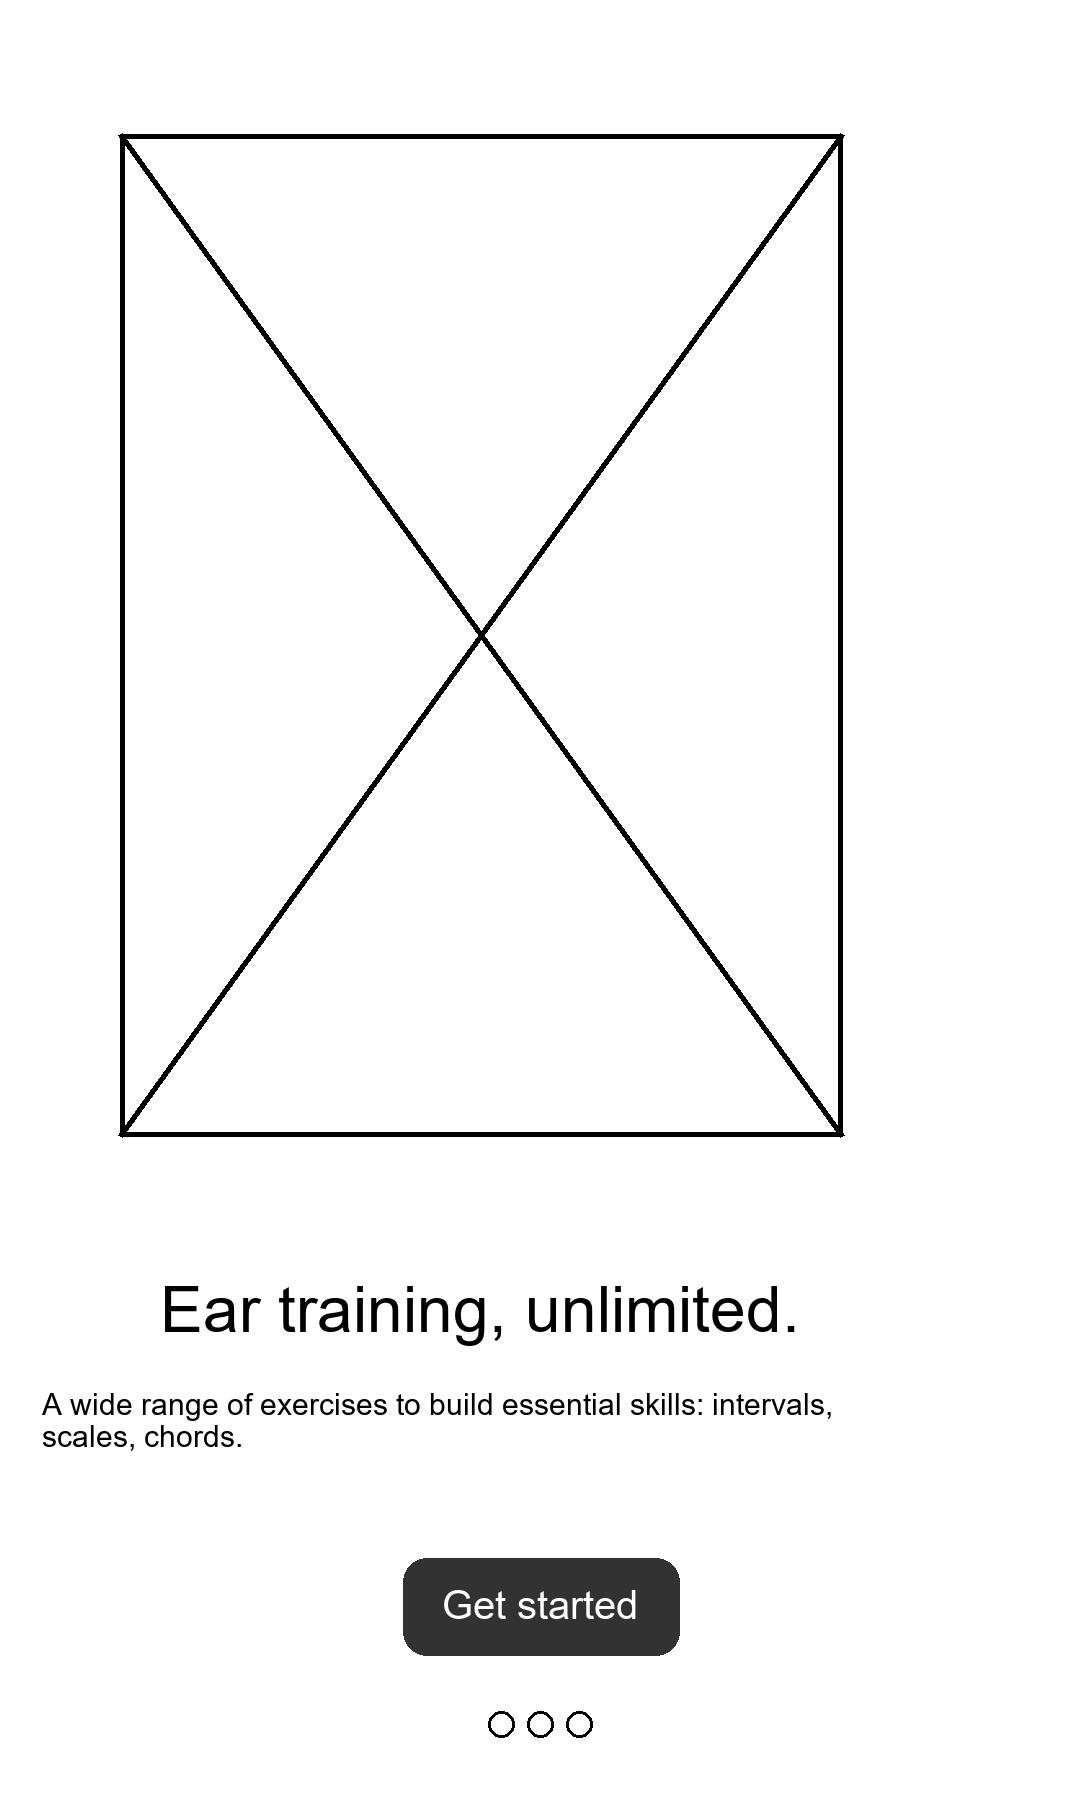 Ear training, unlimited.
A wide range of exercises to build essential skills: intervals,
scales, chords.
Get started